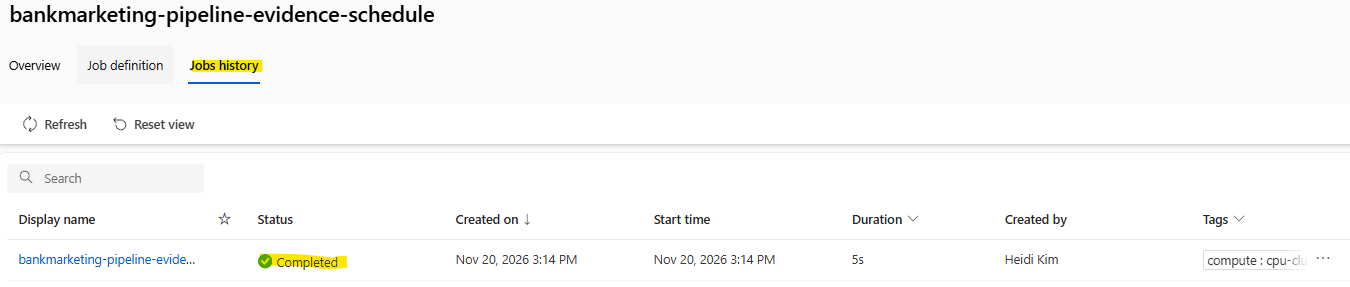 bankmarketing-pipeline-evidence-schedule
Overview Job definition Jobs history
Refresh Reset view
Search
Display name Status Created on Start time Duration Created by Tags
bankmarketing-pipeline-evide... Completed Nov 20, 2026 3:14 PM Nov 20, 2026 3:14 PM 5s Heidi Kim compute : cpu-clu